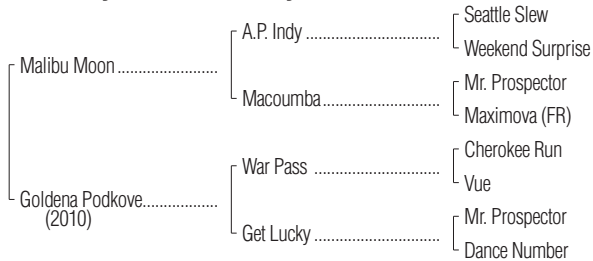 Seattle Slew
A.P. Indy ..............................
Weekend Surprise
Malibu Moon .......................
Mr. Prospector
Macoumba...........................
Maximova (FR)
Cherokee Run
War Pass ............................
Vue
Goldena Podkove.................
(2010)
Mr. Prospector
Get Lucky ............................
Dance Number